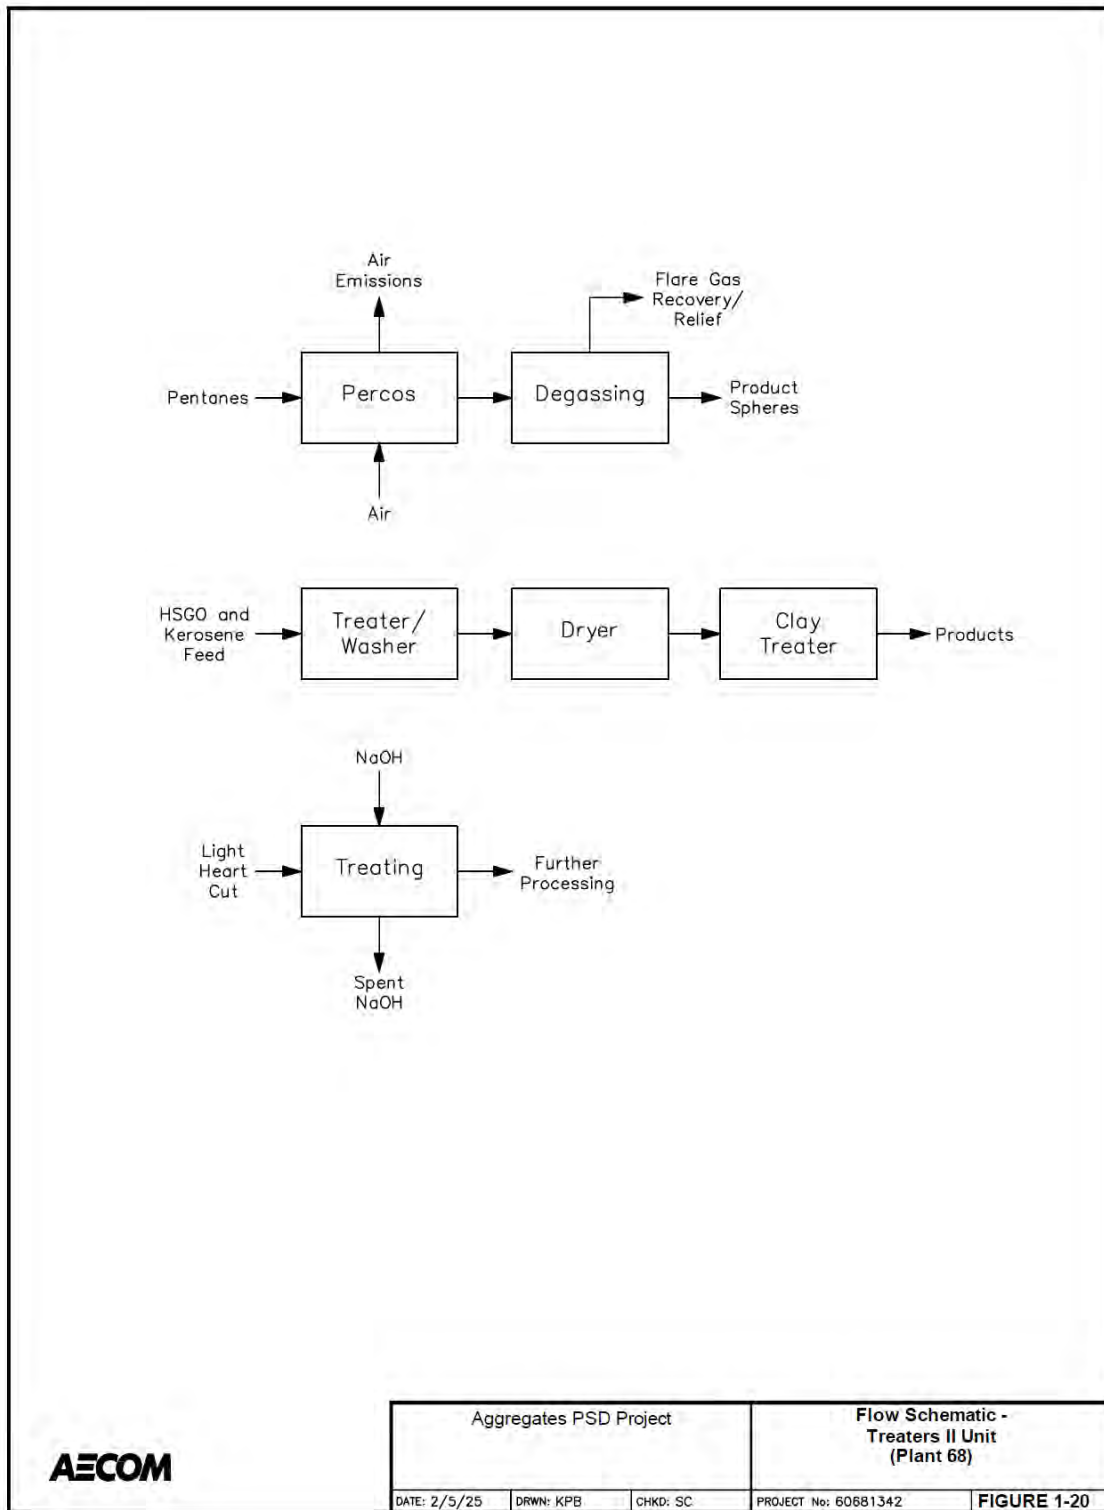 Air
Emissions
Flare Gas
Recovery/
Relief
Pentanes
Percos
Degassing
Product
Spheres
Air
HSGO and
Kerosene
Feed
Treater/
Washer
Dryer
Clay
Treater
Products
NaOH
Light
Heart
Cut
Treating
Further
Processing
Spent
NaOH
AECOM
Aggregates PSD Project
Flow Schematic -
Treaters II Unit
(Plant 68)
DATE: 2/5/25
DRWN: KPB
CHKD: SC
PROJECT No: 60681342
FIGURE 1-20